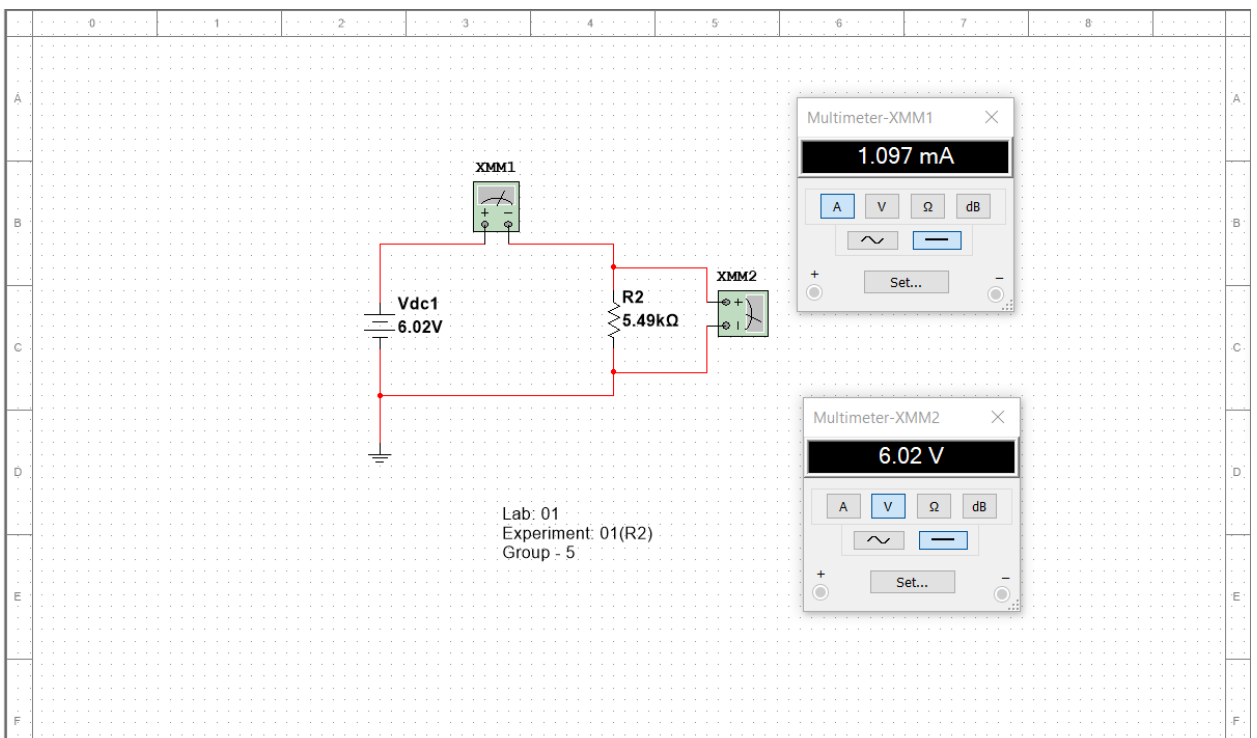 0 1 2 3 4 5 6 7 8
A A
B B
C C
D D
E E
F F
XMM1
+ −
Vdc1
6.02V
R2
5.49kΩ
XMM2
+
−
Lab: 01
Experiment: 01(R2)
Group - 5
Multimeter-XMM1
1.097 mA
A V Ω dB
+ Set... −
Multimeter-XMM2
6.02 V
A V Ω dB
+ Set... −